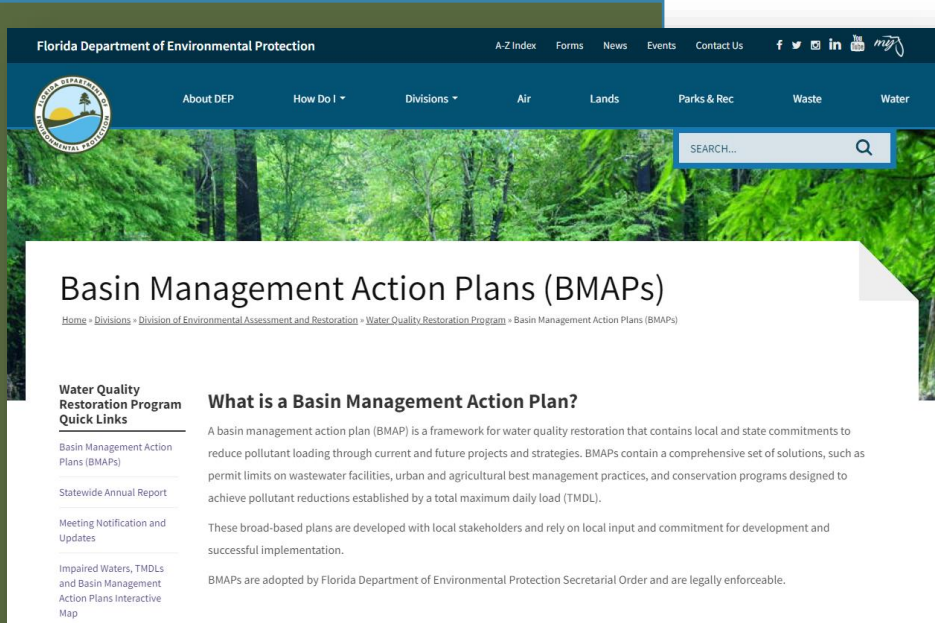 Florida Department of Environmental Protection
A-Z Index Forms News Events Contact Us
You
Tube
my
FLORIDA DEPARTMENT OF
ENVIRONMENTAL PROTECTION
About DEP How Do I Divisions Air Lands Parks & Rec Waste Water
SEARCH...
Basin Management Action Plans (BMAPs)
Home » Divisions » Division of Environmental Assessment and Restoration » Water Quality Restoration Program » Basin Management Action Plans (BMAPs)
Water Quality
Restoration Program
Quick Links
Basin Management Action
Plans (BMAPs)
Statewide Annual Report
Meeting Notification and
Updates
Impaired Waters, TMDLs
and Basin Management
Action Plans Interactive
Map
What is a Basin Management Action Plan?
A basin management action plan (BMAP) is a framework for water quality restoration that contains local and state commitments to
reduce pollutant loading through current and future projects and strategies. BMAPs contain a comprehensive set of solutions, such as
permit limits on wastewater facilities, urban and agricultural best management practices, and conservation programs designed to
achieve pollutant reductions established by a total maximum daily load (TMDL).
These broad-based plans are developed with local stakeholders and rely on local input and commitment for development and
successful implementation.
BMAPs are adopted by Florida Department of Environmental Protection Secretarial Order and are legally enforceable.